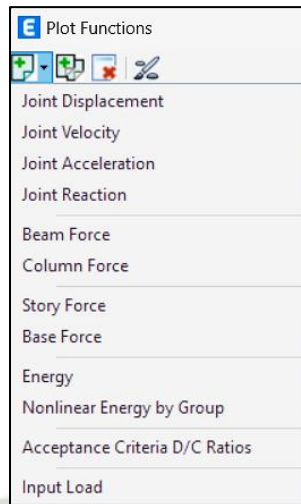 E Plot Functions
Joint Displacement
Joint Velocity
Joint Acceleration
Joint Reaction
Beam Force
Column Force
Story Force
Base Force
Energy
Nonlinear Energy by Group
Acceptance Criteria D/C Ratios
Input Load